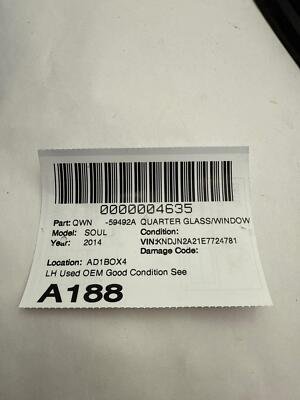 0000004635
Part: QWN -59492A QUARTER GLASS/WINDOW
Model: SOUL Condition:
Year: 2014 VIN:KNDJN2A21E7724781
Damage Code:
Location: AD1BOX4
LH Used OEM Good Condition See
A188